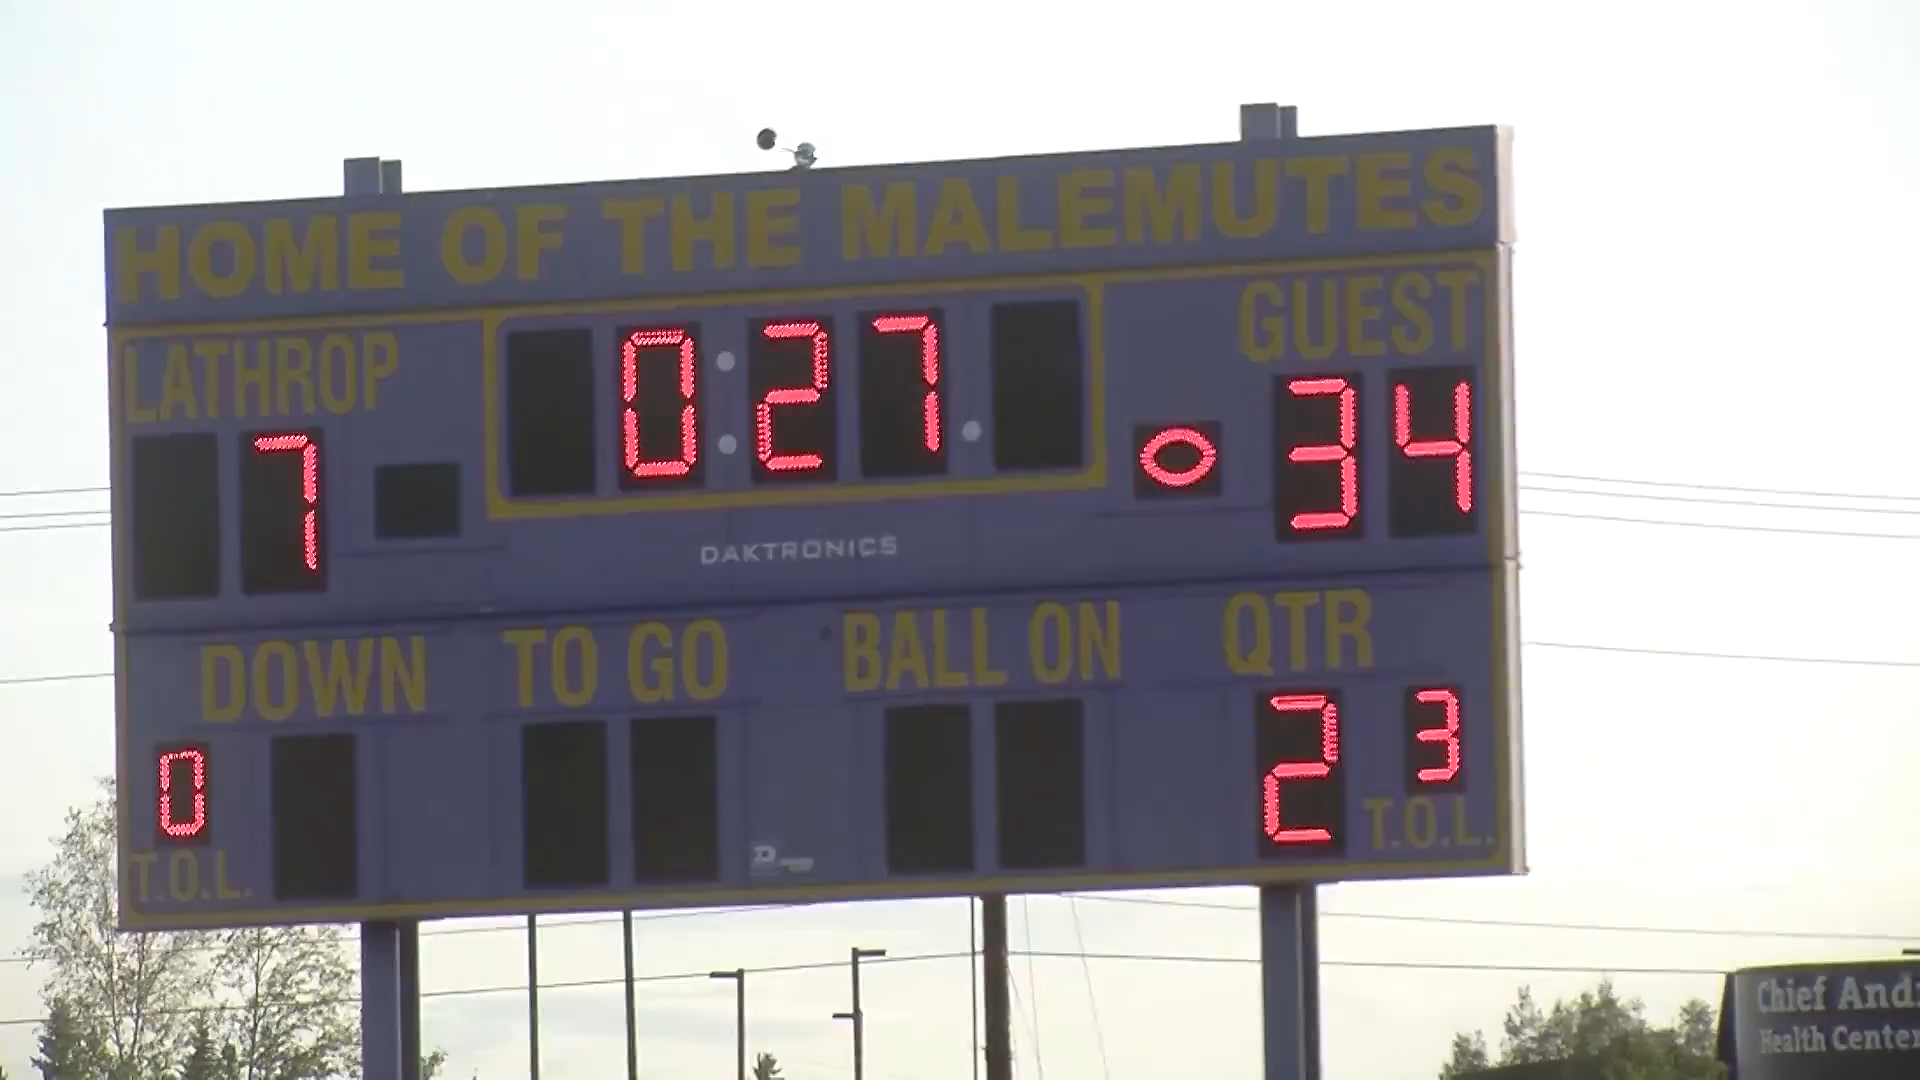 HOME OF THE MALEMUTES
LATHROP
0:27
GUEST
7
34
DAKTRONICS
DOWN
TO GO
BALL ON
QTR
0
2
3
T.O.L.
T.O.L.
Chief And
Health Center